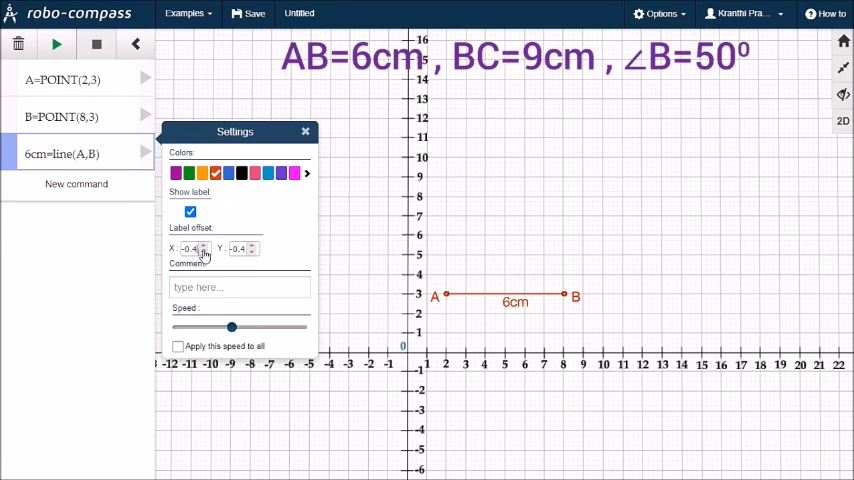 robo-compass
Examples
Save
Untitled
Options
Kranthi Pra...
How to
AB=6cm , BC=9cm , ∠B=50⁰
A=POINT(2,3)
B=POINT(8,3)
6cm=line(A,B)
New command
Settings
Colors:
Show label:
Label offset:
X : -0.4 Y : -0.4
Comment:
type here...
Speed :
Apply this speed to all
2D
16
15
14
13
12
11
10
9
8
7
6
5
4
3
2
1
0
-1
-2
-3
-4
-5
-6
-12 -11 -10 -9 -8 -7 -6 -5 -4 -3 -2 -1 1 2 3 4 5 6 7 8 9 10 11 12 13 14 15 16 17 18 19 20 21 22
A 6cm B